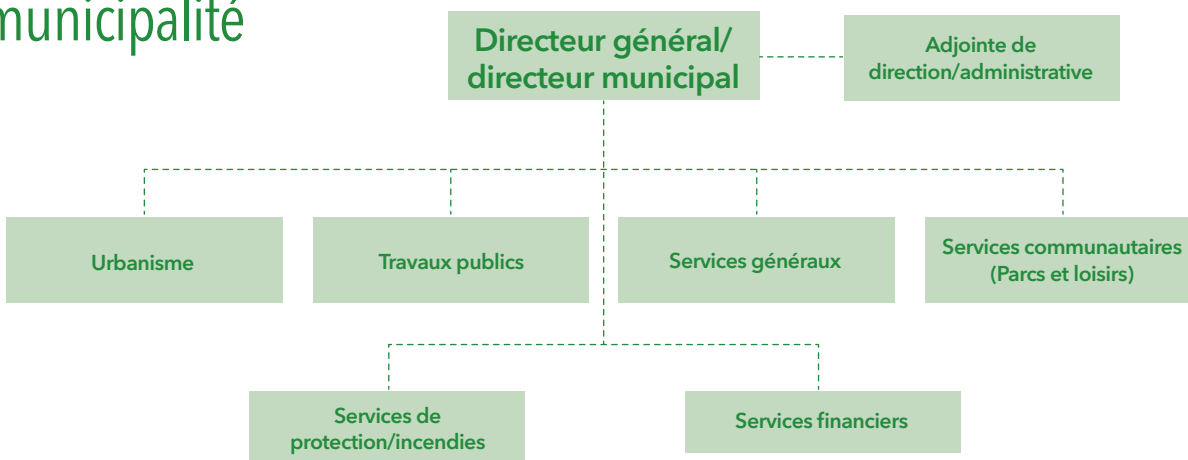 municipalité
Directeur général/
directeur municipal
Adjointe de
direction/administrative
Urbanisme
Travaux publics
Services généraux
Services communautaires
(Parcs et loisirs)
Services de
protection/incendies
Services financiers